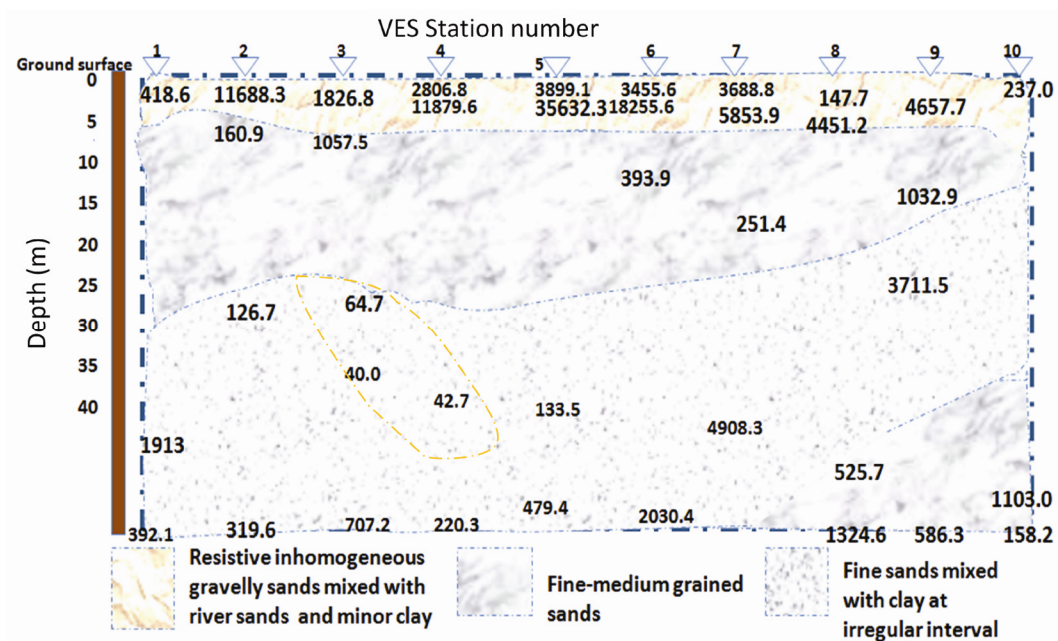 VES Station number
1 2 3 4 5 6 7 8 9 10
Ground surface
0
418.6 11688.3 1826.8 2806.8 3899.1 3455.6 3688.8 147.7 4657.7 237.0
11879.6 35632.3 18255.6 5853.9 4451.2
5
160.9 1057.5
10
393.9
1032.9
15
251.4
20
25
3711.5
126.7 64.7
30
35
40.0
42.7
40
133.5
4908.3
1913
525.7
1103.0
479.4
2030.4
392.1 319.6 707.2 220.3 1324.6 586.3 158.2
Depth (m)
Resistive inhomogeneous
gravelly sands mixed with
river sands and minor clay
Fine-medium grained
sands
Fine sands mixed
with clay at
irregular interval